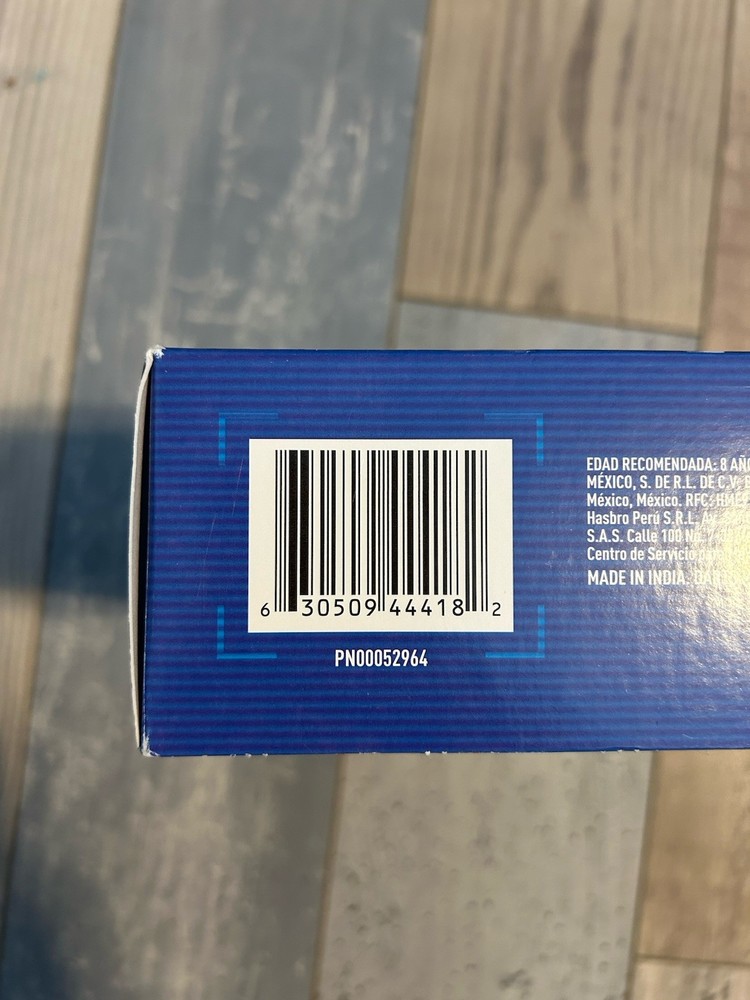 6 30509 44418 2
PN00052964
EDAD RECOMENDADA: 8
MÉXICO, S. DE R.L. DE C.V.
México, México. RFC:
Hasbro Perú S.R.L.
S.A.S. Calle 100
Centro de Servicio
MADE IN INDIA.